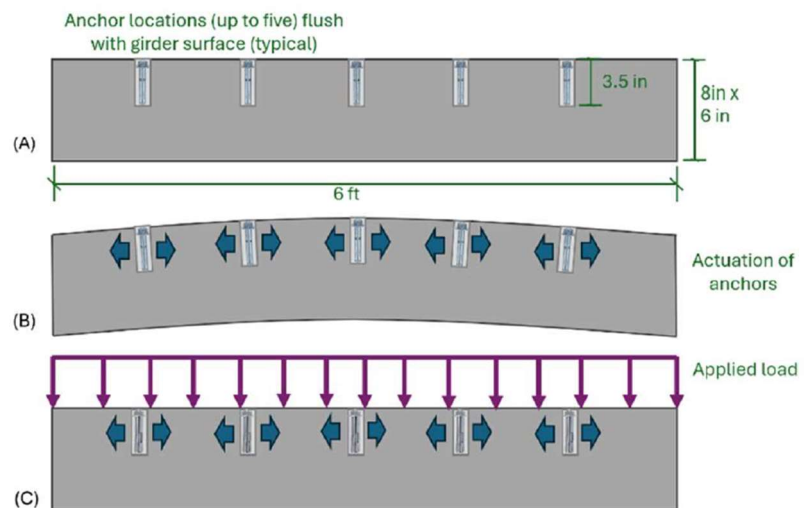 Anchor locations (up to five) flush
with girder surface (typical)
3.5 in
8in x
6 in
(A)
6 ft
(B)
Actuation of
anchors
Applied load
(C)